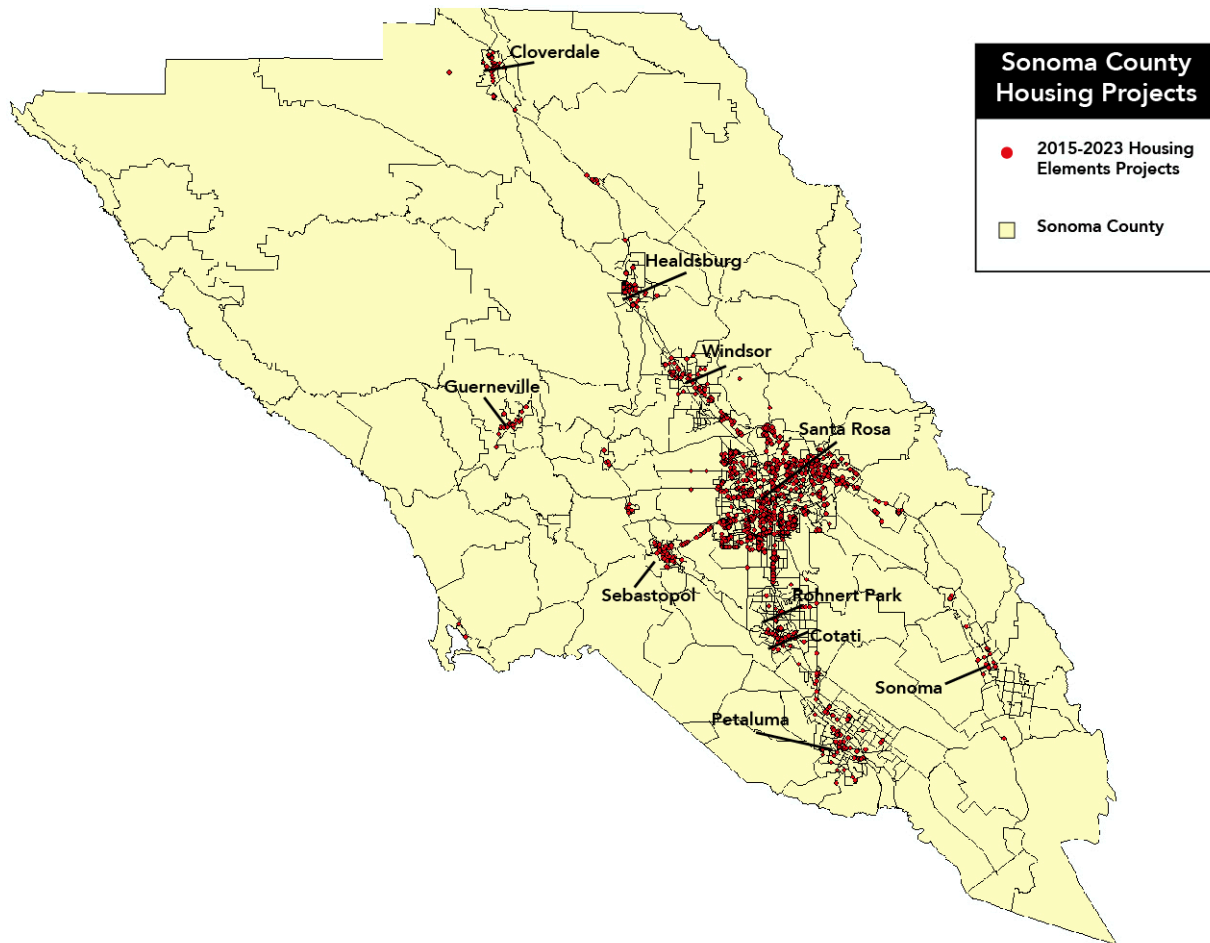 Cloverdale
Sonoma County
Housing Projects
2015-2023 Housing
Elements Projects
Sonoma County
Healdsburg
Windsor
Guerneville
Santa Rosa
Sebastopol
Rohnert Park
Cotati
Sonoma
Petaluma